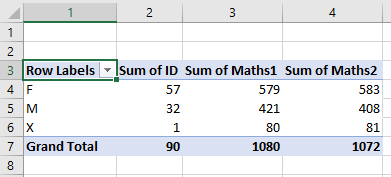 1 2 3 4
1
2
3 Row Labels Sum of ID Sum of Maths1 Sum of Maths2
4 F 57 579 583
5 M 32 421 408
6 X 1 80 81
7 Grand Total 90 1080 1072
8